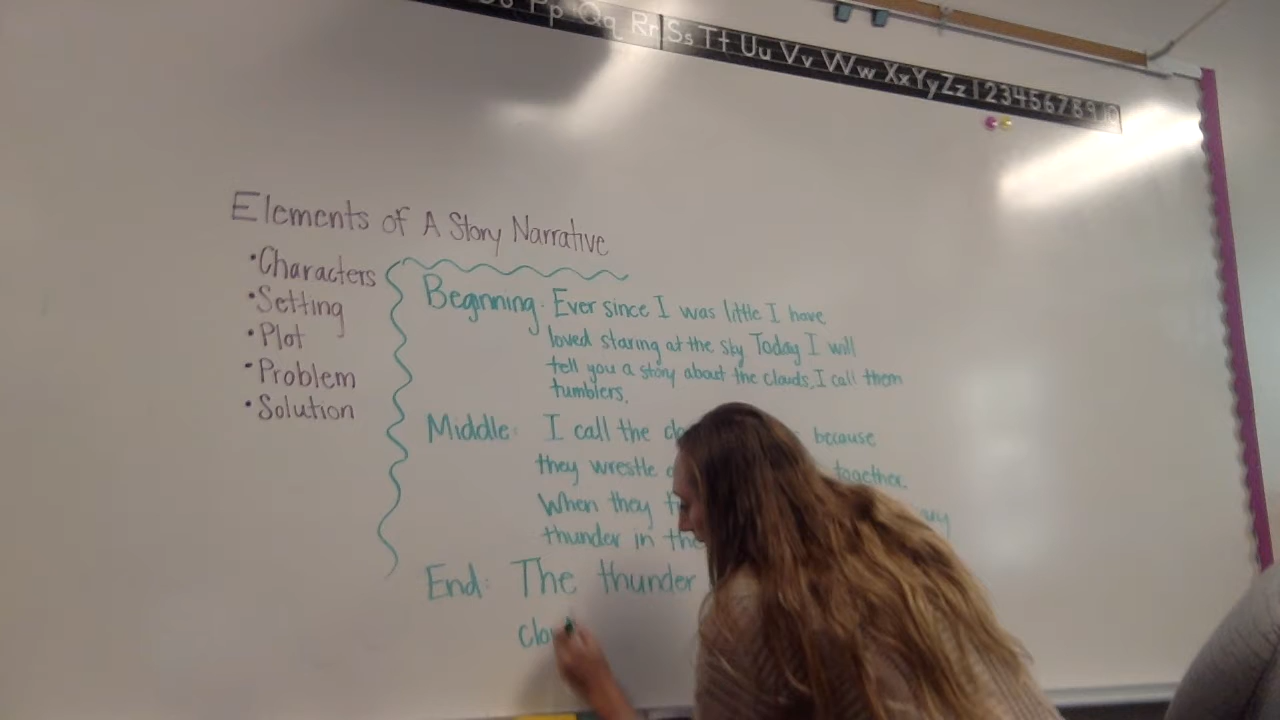 Pp Qq Rr Ss Tt Uu Vv Ww Xx Yy Zz 1 2 3 4 5 6 7 8 9 10
Elements of A Story Narrative
•Characters
•Setting
•Plot
•Problem
•Solution
Beginning: Ever since I was little I have
loved staring at the sky Today I will
tell you a story about the clouds, I call them
tumblers.
Middle: I call the because
they wrestle together.
When they
thunder in the
End: The thunder